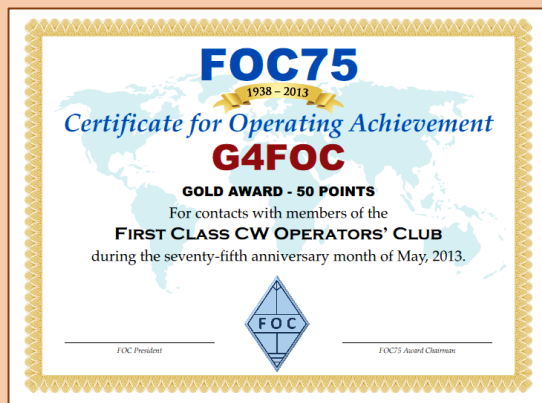 FOC75
1938 – 2013
Certificate for Operating Achievement
G4FOC
GOLD AWARD - 50 POINTS
For contacts with members of the
FIRST CLASS CW OPERATORS' CLUB
during the seventy-fifth anniversary month of May, 2013.
FOC
FOC President
FOC75 Award Chairman